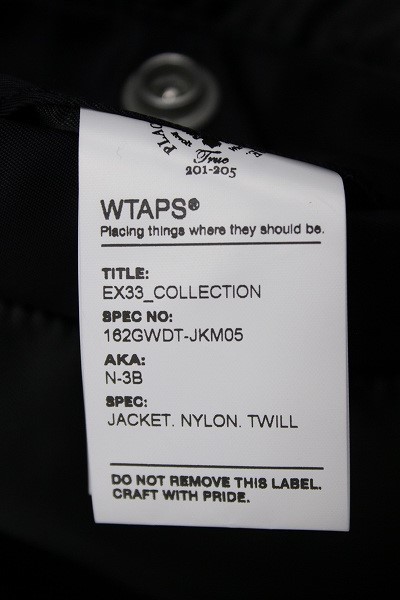 True
201-205
WTAPS®
Placing things where they should be.
TITLE:
EX33_COLLECTION
SPEC NO:
162GWDT-JKM05
AKA:
N-3B
SPEC:
JACKET. NYLON. TWILL
DO NOT REMOVE THIS LABEL.
CRAFT WITH PRIDE.